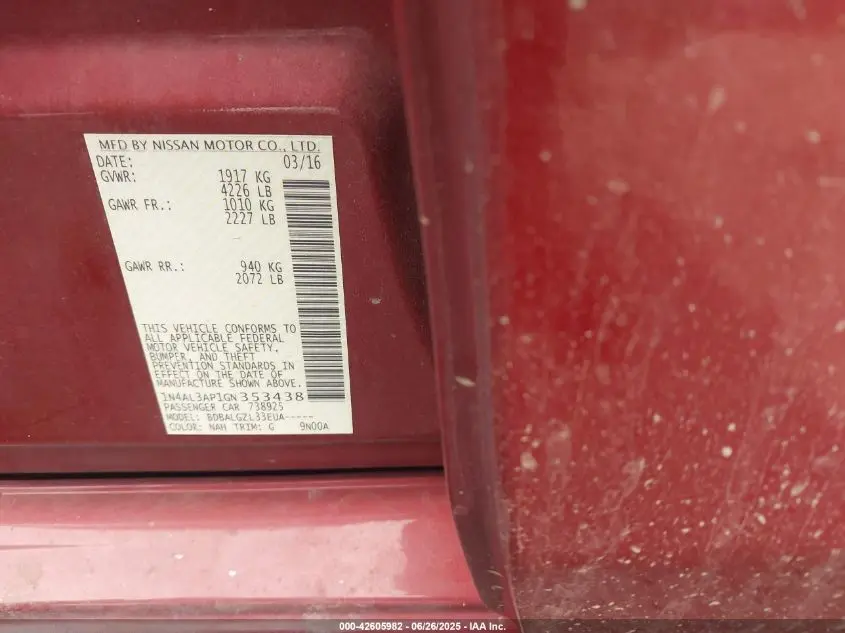 MFD BY NISSAN MOTOR CO., LTD.
DATE: 03/16
GVWR: 1917 KG
4226 LB
GAWR FR.: 1010 KG
2227 LB
GAWR RR.: 940 KG
2072 LB
THIS VEHICLE CONFORMS TO
ALL APPLICABLE FEDERAL
MOTOR VEHICLE SAFETY,
BUMPER, AND THEFT
PREVENTION STANDARDS IN
EFFECT ON THE DATE OF
MANUFACTURE SHOWN ABOVE.
1N4AL3AP1GN353438
PASSENGER CAR 738925
MODEL: BDBALGZL33EUA-----
COLOR: NAH TRIM: G 9N00A
000-42605982 / 06/26/2025 - IAA Inc.